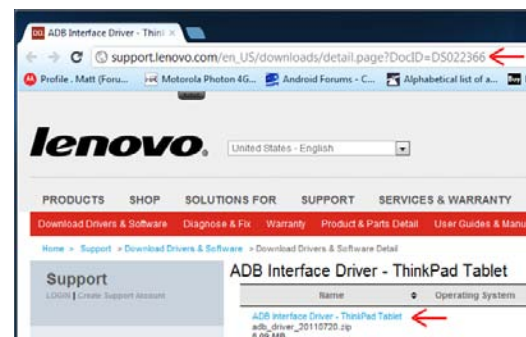 ADB Interface Driver - Thini
support.lenovo.com/en_US/downloads/detail.page?DocID=DS022366
Profile . Matt (Foru... Motorola Photon 4G... Android Forums - C... Alphabetical list of a...
lenovo.
United States - English
PRODUCTS SHOP SOLUTIONS FOR SUPPORT SERVICES & WARRANTY
Download Drivers & Software Diagnose & Fix Warranty Product & Parts Detail User Guides & Manu
Home » Support » Download Drivers & Software » Download Drivers & Software Detail
Support
LOGIN | Create Support Account
ADB Interface Driver - ThinkPad Tablet
Name Operating System
ADB Interface Driver - ThinkPad Tablet
adb_driver_20110720.zip